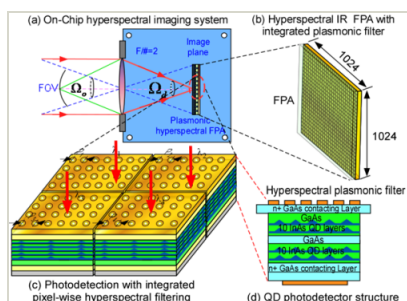 (a) On-Chip hyperspectral imaging system
F/#=2
Image
plane
FOV
Ωo
Ωd
Plasmonic
hyperspectral FPA
(b) Hyperspectral IR FPA with
integrated plasmonic filter
1024
FPA
1024
(c) Photodetection with integrated
pixel-wise hyperspectral filtering
Hyperspectral plasmonic filter
n+ GaAs contacting Layer
GaAs
10 InAs QD layers
GaAs
10 InAs QD layers
n+ GaAs contacting Layer
(d) QD photodetector structure